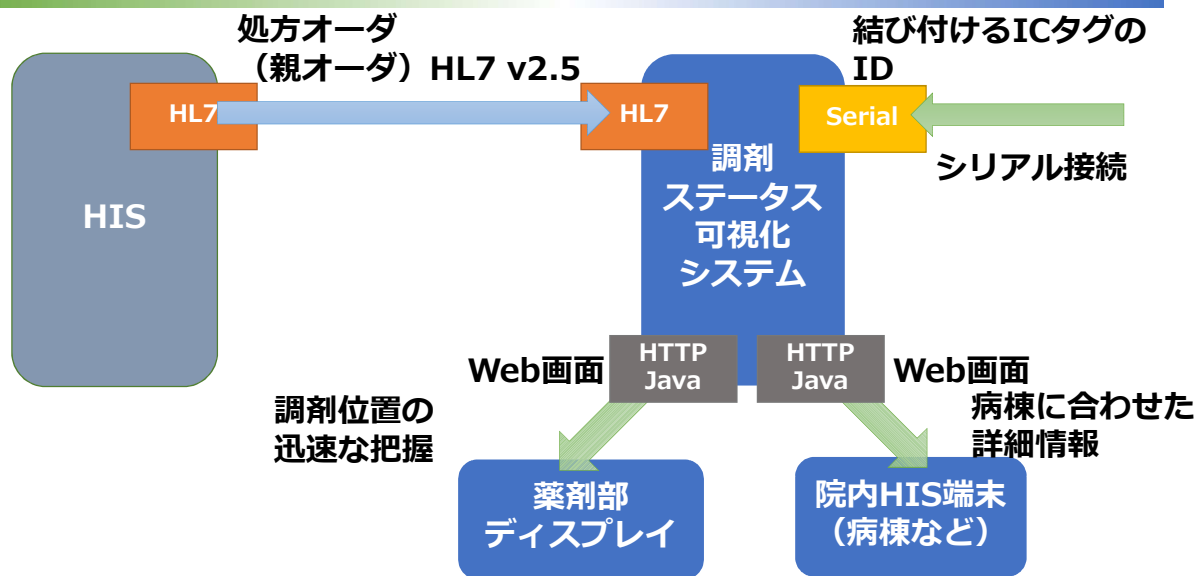 処方オーダ
（親オーダ）HL7 v2.5
結び付けるICタグの
ID
HL7
HL7
Serial
シリアル接続
HIS
調剤
ステータス
可視化
システム
Web画面
HTTP
Java
HTTP
Java
Web画面
調剤位置の
迅速な把握
病棟に合わせた
詳細情報
薬剤部
ディスプレイ
院内HIS端末
（病棟など）